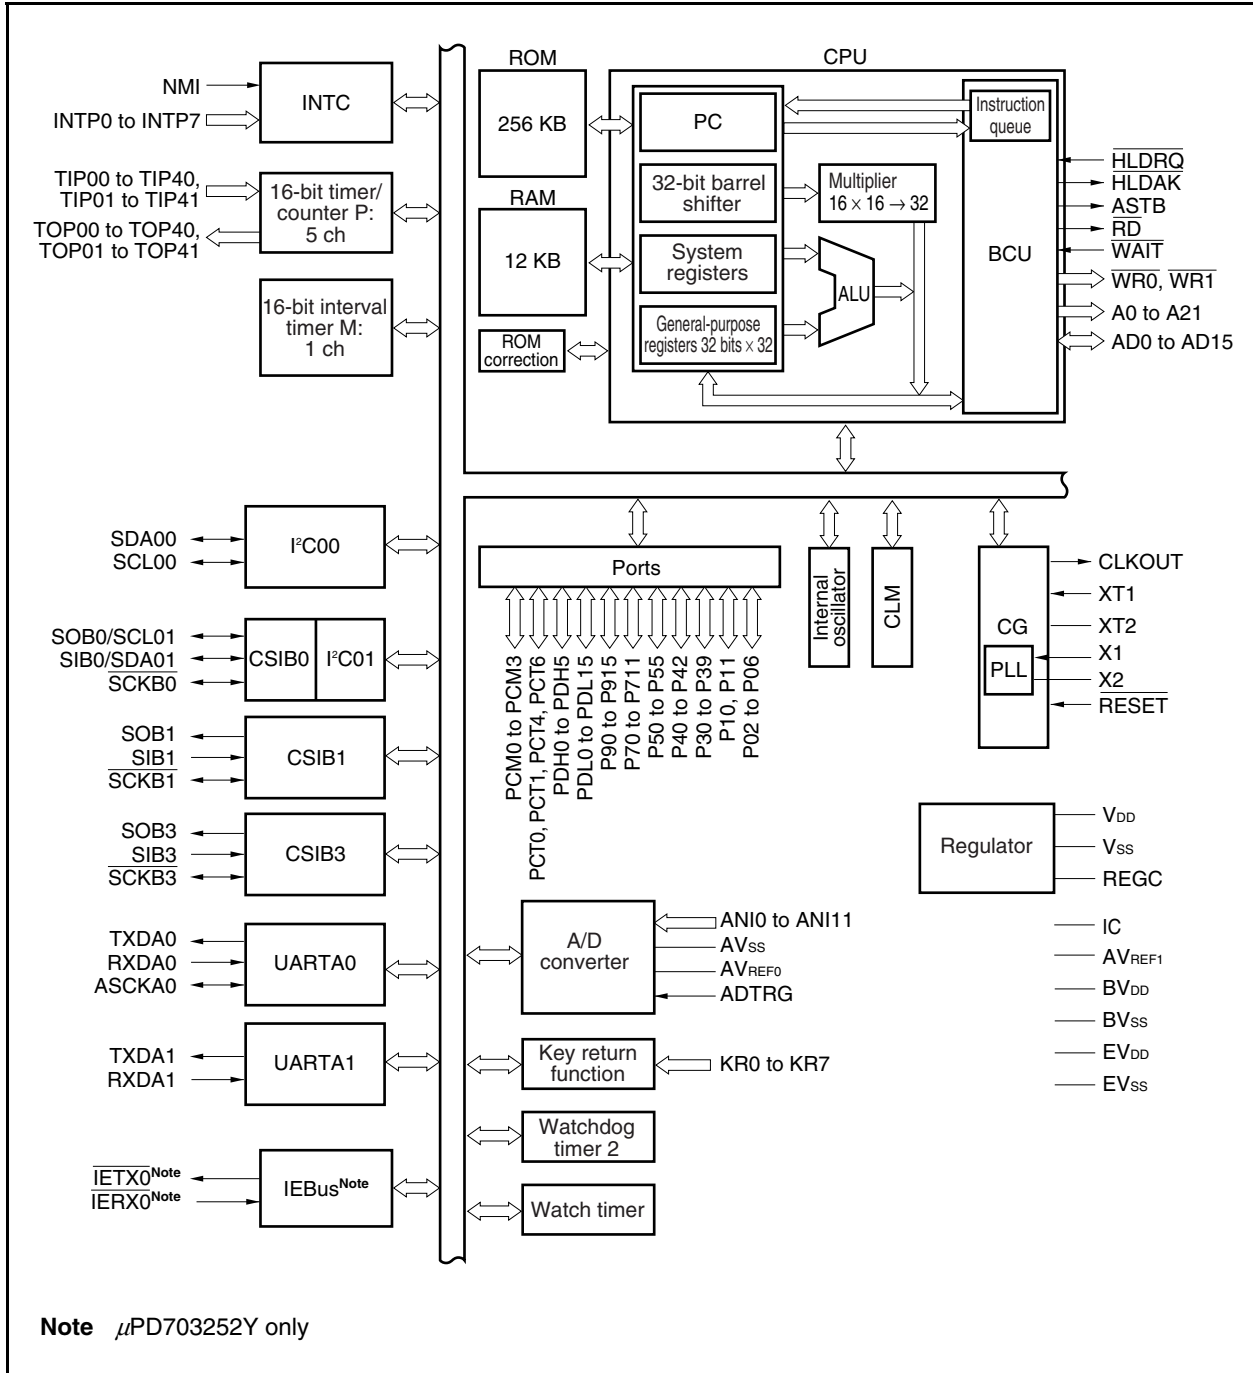 NMI
INTP0 to INTP7
INTC
TIP00 to TIP40,
TIP01 to TIP41
TOP00 to TOP40,
TOP01 to TOP41
16-bit timer/
counter P:
5 ch
16-bit interval
timer M:
1 ch
ROM
256 KB
RAM
12 KB
ROM
correction
CPU
PC
32-bit barrel
shifter
System
registers
General-purpose
registers 32 bits × 32
Multiplier
16 × 16 → 32
ALU
Instruction
queue
BCU
HLDRQ
HLDAK
ASTB
RD
WAIT
WR0, WR1
A0 to A21
AD0 to AD15
SDA00
SCL00
I²C00
SOB0/SCL01
SIB0/SDA01
SCKB0
CSIB0
I²C01
SOB1
SIB1
SCKB1
CSIB1
SOB3
SIB3
SCKB3
CSIB3
TXDA0
RXDA0
ASCKA0
UARTA0
TXDA1
RXDA1
UARTA1
IETX0Note
IERX0Note
IEBusNote
Ports
PCM0 to PCM3
PCT0, PCT1, PCT4, PCT6
PDH0 to PDH5
PDL0 to PDL15
P90 to P915
P70 to P711
P50 to P55
P40 to P42
P30 to P39
P10, P11
P02 to P06
Internal
oscillator
CLM
CG
PLL
CLKOUT
XT1
XT2
X1
X2
RESET
Regulator
VDD
VSS
REGC
IC
AVREF1
BVDD
BVSS
EVDD
EVSS
A/D
converter
ANI0 to ANI11
AVSS
AVREF0
ADTRG
Key return
function
KR0 to KR7
Watchdog
timer 2
Watch timer
Note μPD703252Y only